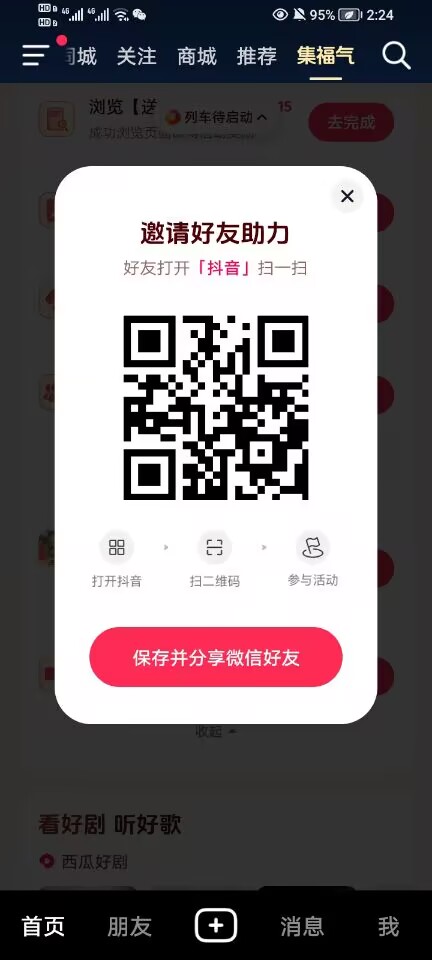 95% 2:24
同城 关注 商城 推荐 集福气
浏览【送
列车待启动
15
去完成
邀请好友助力
好友打开「抖音」扫一扫
打开抖音 扫二维码 参与活动
保存并分享微信好友
收起
看好剧 听好歌
西瓜好剧
首页 朋友 消息 我